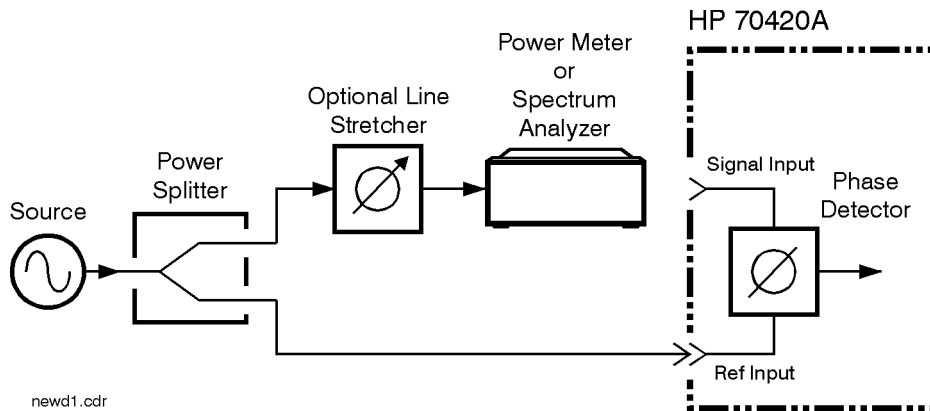 HP 70420A
Power Meter
or
Spectrum
Analyzer
Optional Line
Stretcher
Power
Splitter
Source
Signal Input
Phase
Detector
Ref Input
newd1.cdr